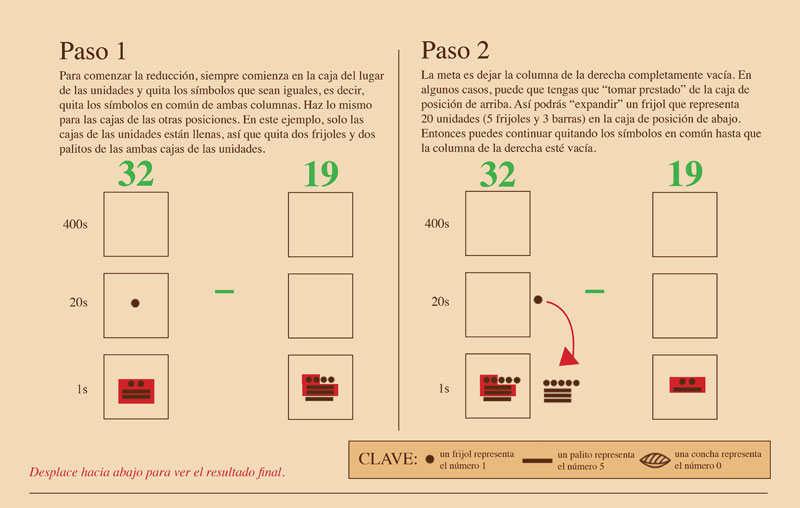 Paso 1
Para comenzar la reducción, siempre comienza en la caja del lugar
de las unidades y quita los símbolos que sean iguales, es decir,
quita los símbolos en común de ambas columnas. Haz lo mismo
para las cajas de las otras posiciones. En este ejemplo, solo las
cajas de las unidades están llenas, así que quita dos frijoles y dos
palitos de las ambas cajas de las unidades.
32
19
400s
20s
1s
Paso 2
La meta es dejar la columna de la derecha completamente vacía. En
algunos casos, puede que tengas que “tomar prestado” de la caja de
posición de arriba. Así podrás “expandir” un frijol que representa
20 unidades (5 frijoles y 3 barras) en la caja de posición de abajo.
Entonces puedes continuar quitando los símbolos en común hasta que
la columna de la derecha esté vacía.
32
19
400s
20s
1s
Desplace hacia abajo para ver el resultado final.
CLAVE:
un frijol representa
el número 1
un palito representa
el número 5
una concha representa
el número 0